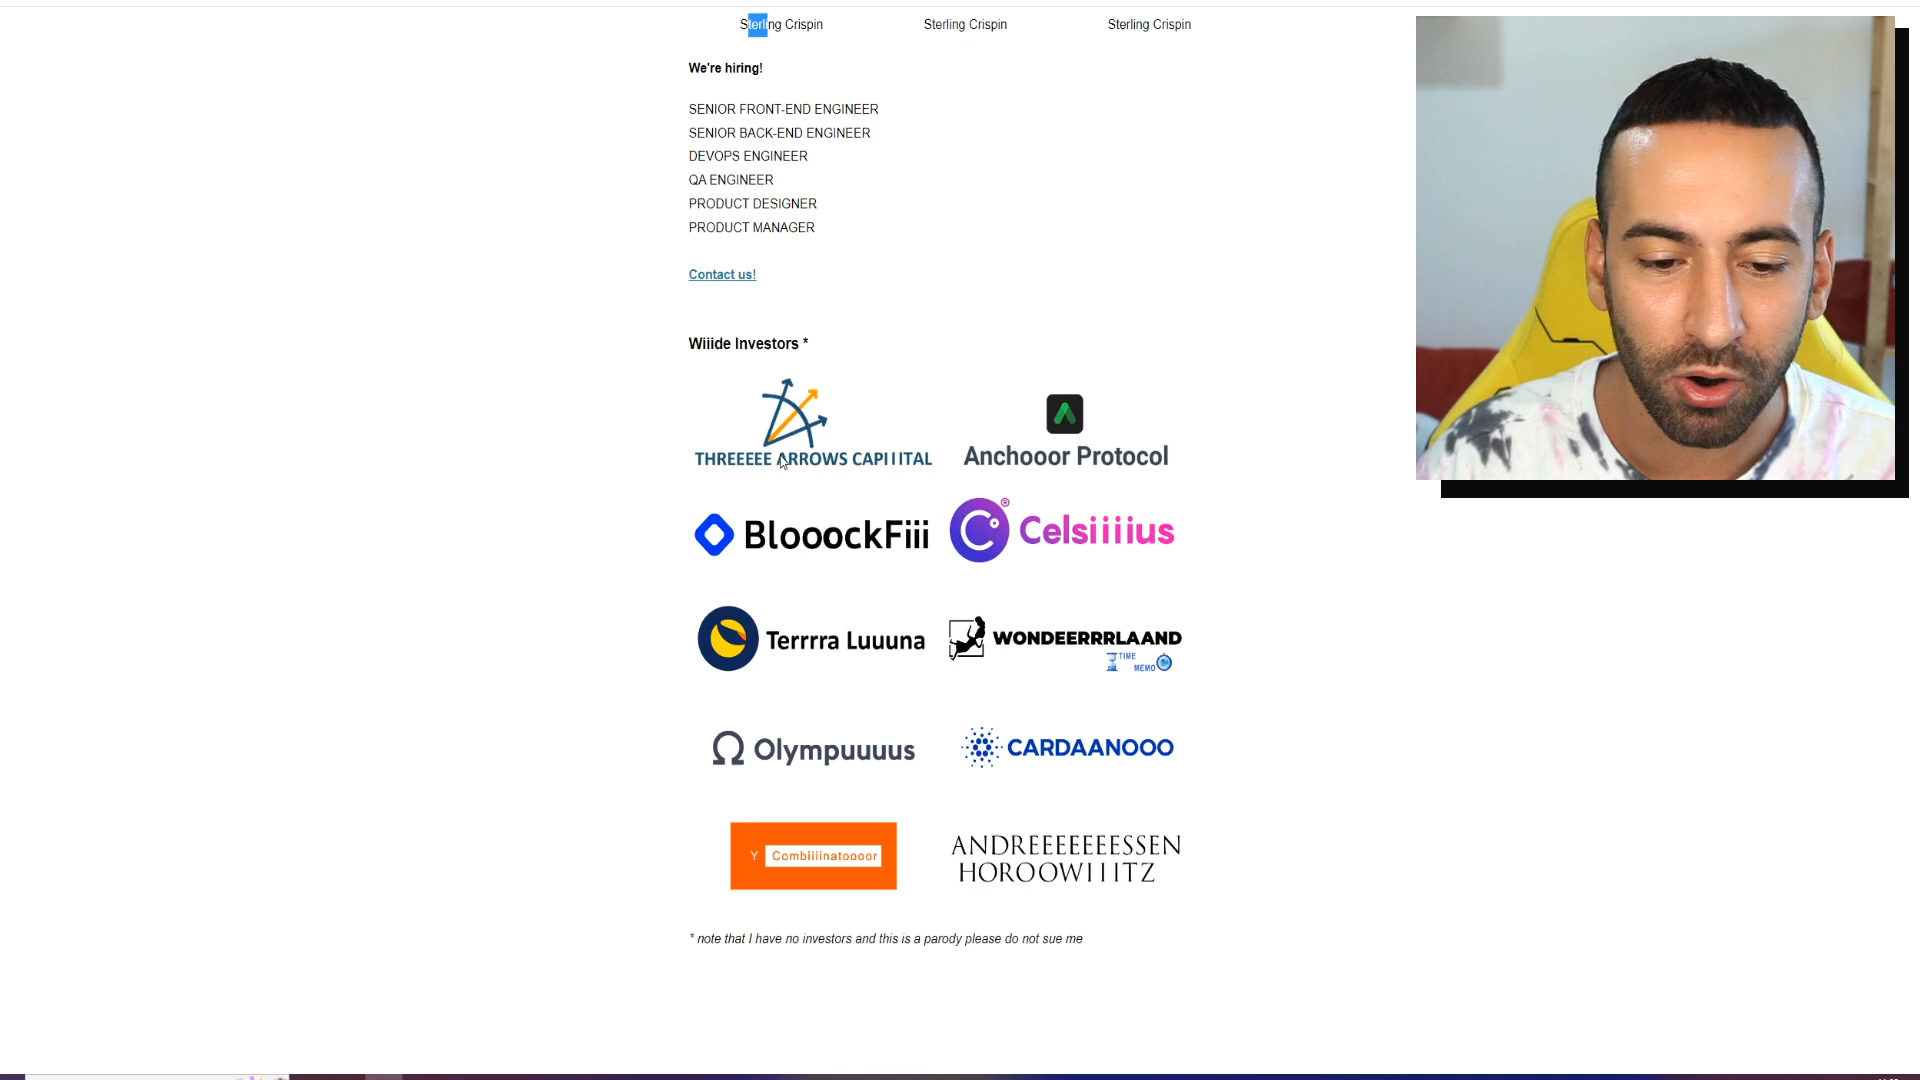 Sterling Crispin Sterling Crispin Sterling Crispin
We're hiring!
SENIOR FRONT-END ENGINEER
SENIOR BACK-END ENGINEER
DEVOPS ENGINEER
QA ENGINEER
PRODUCT DESIGNER
PRODUCT MANAGER
Contact us!
Wiiide Investors *
THREEEEE ARROWS CAPIIITAL
Anchooor Protocol
BlooockFiii
Celsiiiius
®
Terrrra Luuuna
WONDEERRRLAAND
TIME
MEMO
Olympuuuus
CARDAANOOO
Y Combiiiinatoooor
ANDREEEEEEESSEN
HOROOWIIITZ
* note that I have no investors and this is a parody please do not sue me